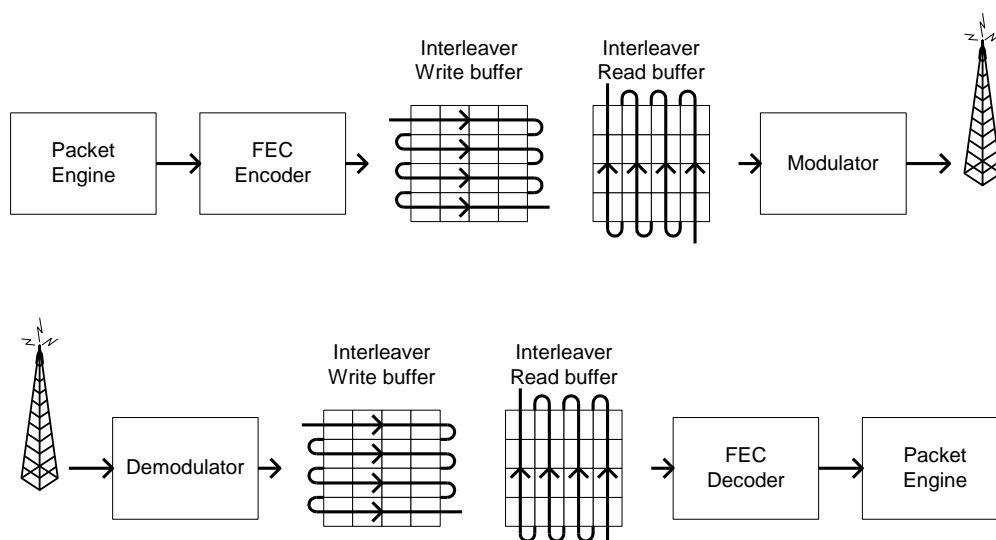 Interleaver
Write buffer
Interleaver
Read buffer
Packet
Engine
FEC
Encoder
Modulator
Interleaver
Write buffer
Interleaver
Read buffer
Demodulator
FEC
Decoder
Packet
Engine